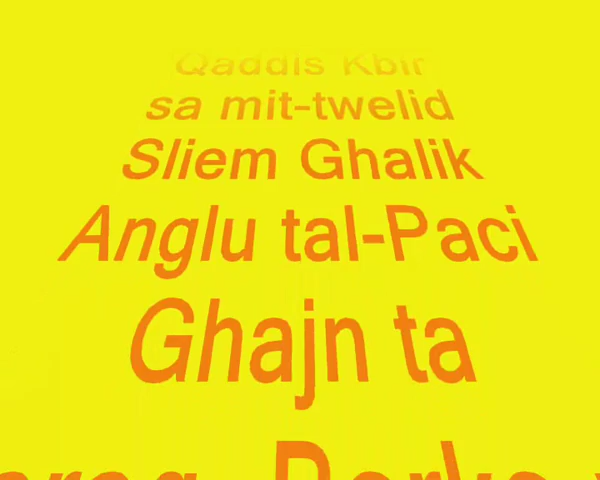 Qaddis Kbir
sa mit-twelid
Sliem Ghalik
Anglu tal-Paci
Ghajn ta